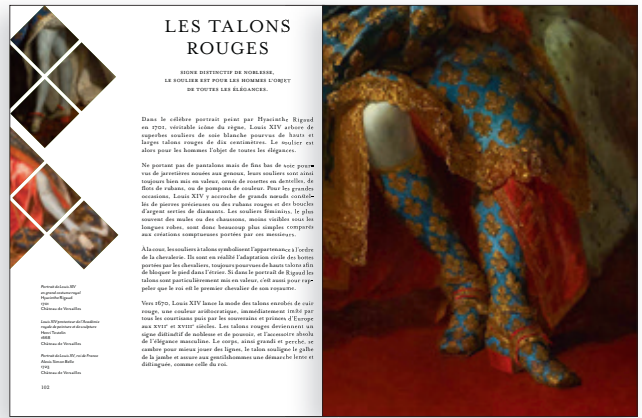 LES TALONS
ROUGES
SIGNE DISTINCTIF DE NOBLESSE,
LE SOULIER EST POUR LES HOMMES L'OBJET
DE TOUTES LES ÉLÉGANCES.
Dans le célèbre portrait peint par Hyacinthe Rigaud
en 1701, véritable icône du règne, Louis XIV arbore de
superbes souliers de soie blanche pourvus de hauts et
larges talons rouges de dix centimètres. Le soulier est
alors pour les hommes l'objet de toutes les élégances.
Ne portant pas de pantalons mais de fins bas de soie pour-
vus de jarretières nouées aux genoux, leurs souliers sont ainsi
toujours bien mis en valeur, ornés de rosettes en dentelles, de
flots de rubans, ou de pompons de couleur. Pour les grandes
occasions, Louis XIV y accroche de grands nœuds constel-
lés de pierres précieuses ou des rubans rouges et des boucles
d'argent serties de diamants. Les souliers féminins, le plus
souvent des mules ou des chaussons, moins visibles sous les
longues robes, sont donc beaucoup plus simples comparés
aux créations somptueuses portées par ces messieurs.
À la cour, les souliers à talons symbolisent l'appartenance à l'ordre
de la chevalerie. Ils sont en réalité l'adaptation civile des bottes
portées par les chevaliers, toujours pourvues de hauts talons afin
de bloquer le pied dans l'étrier. Si dans le portrait de Rigaud les
talons sont particulièrement mis en valeur, c'est aussi pour rap-
peler que le roi est le premier chevalier de son royaume.
Vers 1670, Louis XIV lance la mode des talons enrobés de cuir
rouge, une couleur aristocratique, immédiatement imité par
tous les courtisans puis par les souverains et princes d'Europe
aux XVIIe et XVIIIe siècles. Les talons rouges deviennent un
signe distinctif de noblesse et de pouvoir, et l'accessoire absolu
de l'élégance masculine. Le corps, ainsi grandi et perché, se
cambre pour mieux jouer des lignes, le talon souligne le galbe
de la jambe et assure aux gentilshommes une démarche lente et
distinguée, comme celle du roi.
Portrait de Louis XIV
en grand costume royal
Hyacinthe Rigaud
1701
Château de Versailles
Louis XIV protecteur de l'Académie
royale de peinture et de sculpture
Henri Testelin
1668
Château de Versailles
Portrait de Louis XV, roi de France
Alexis Simon Belle
1723
Château de Versailles
102